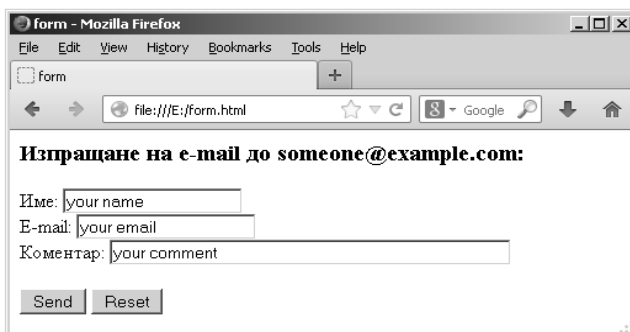 form - Mozilla Firefox
File Edit View History Bookmarks Tools Help
form +
file:///E:/form.html 8 Google
Изпращане на e-mail до someone@example.com:
Име: your name
E-mail: your email
Коментар: your comment
Send Reset